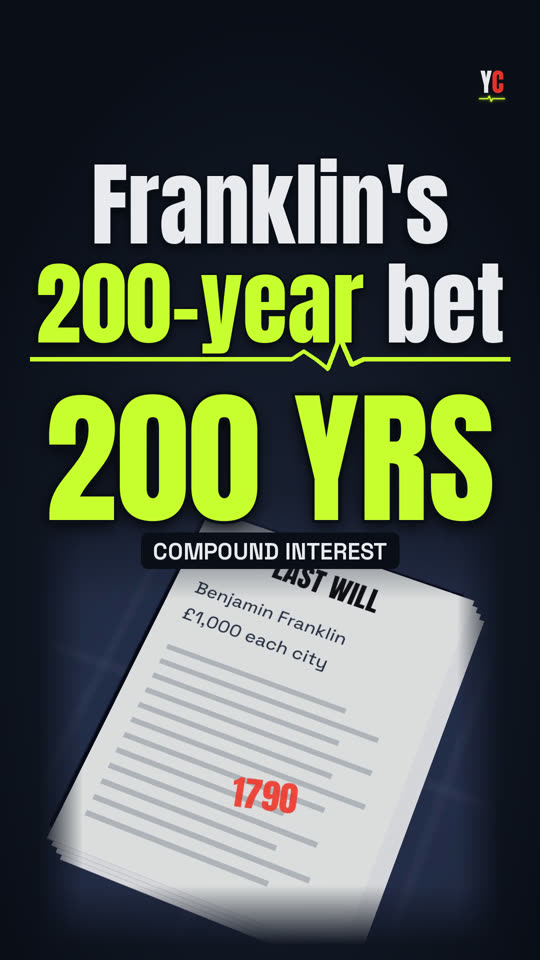 YC
Franklin's
200-year bet
200 YRS
COMPOUND INTEREST
LAST WILL
Benjamin Franklin
£1,000 each city
1790